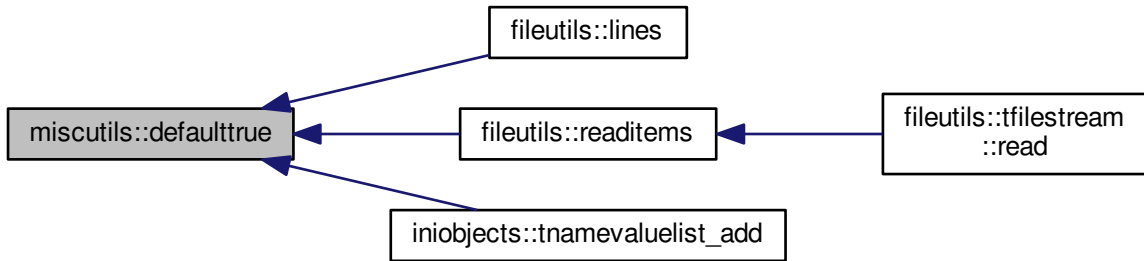 fileutils::lines
miscutils::defaulttrue
fileutils::readitems
fileutils::tfilestream
::read
iniobjects::tnamevaluelist_add